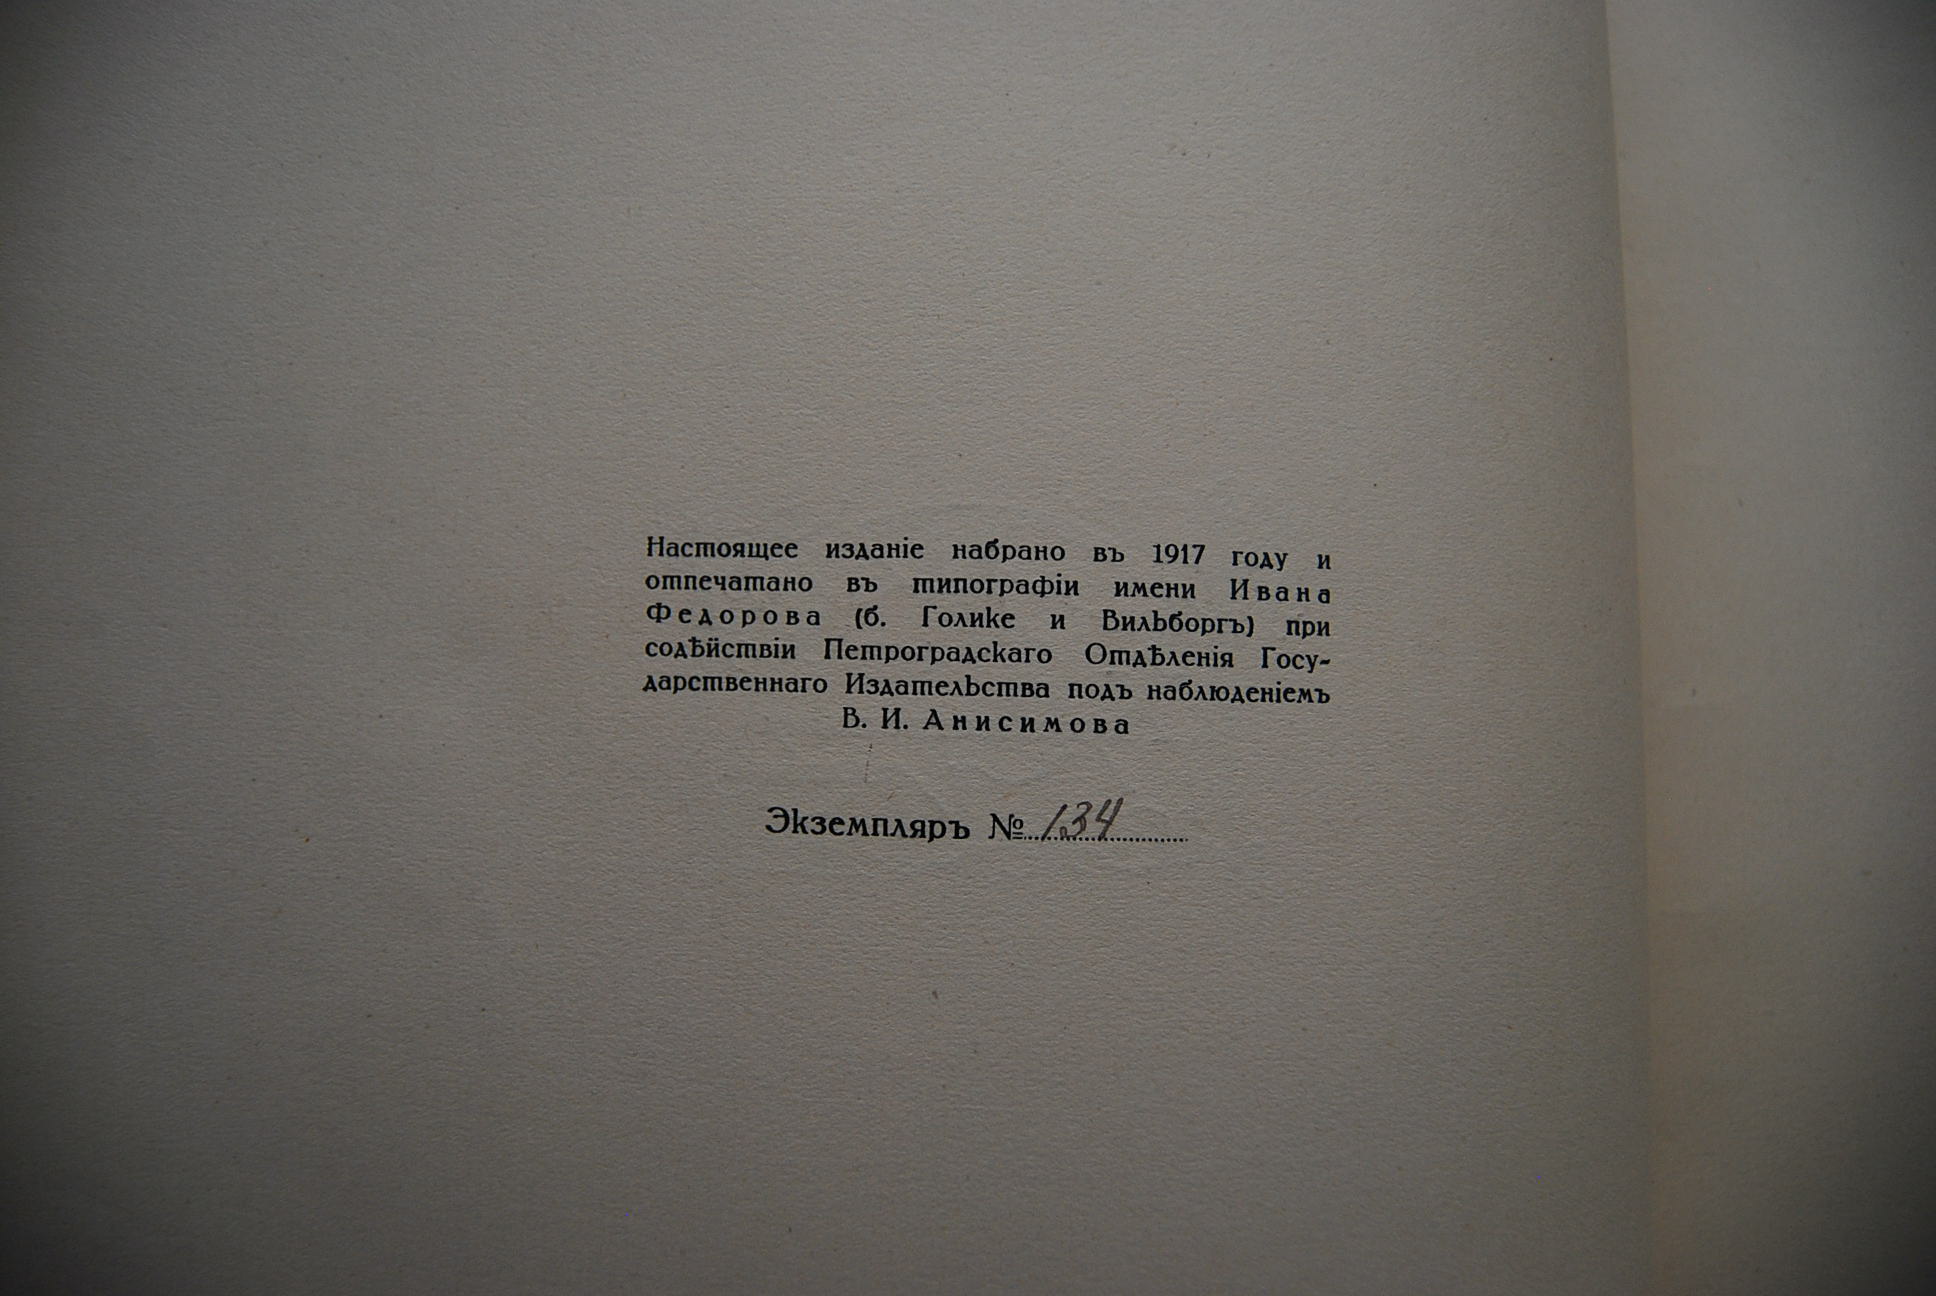 Настоящее изданіе набрано въ 1917 году и
отпечатано въ типографіи имени Ивана
Федорова (б. Голике и Вильборгъ) при
содѣйствіи Петроградскаго Отдѣленія Госу-
дарственнаго Издательства подъ наблюденіемъ
В. И. Анисимова
Экземпляръ № 134